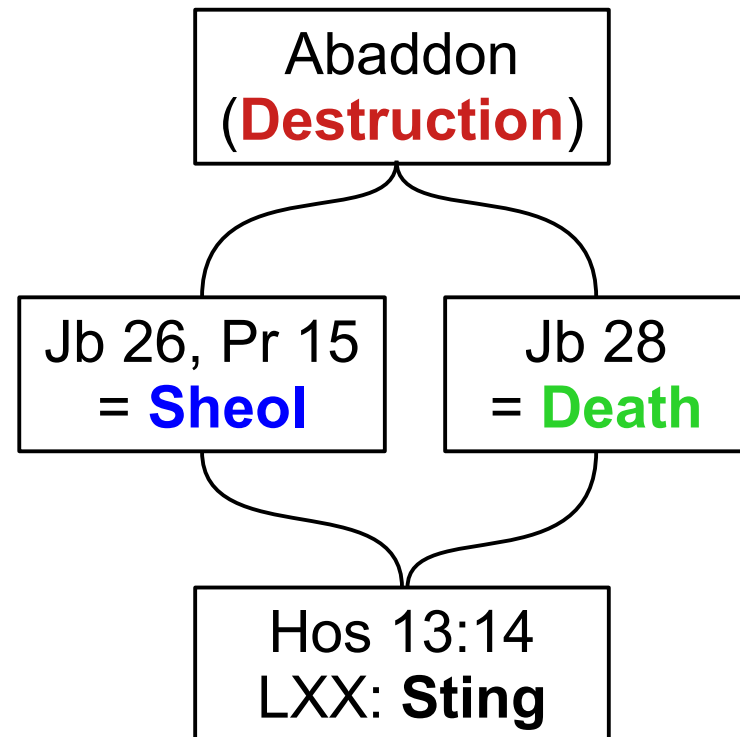 Abaddon
(Destruction)
Jb 26, Pr 15
= Sheol
Jb 28
= Death
Hos 13:14
LXX: Sting